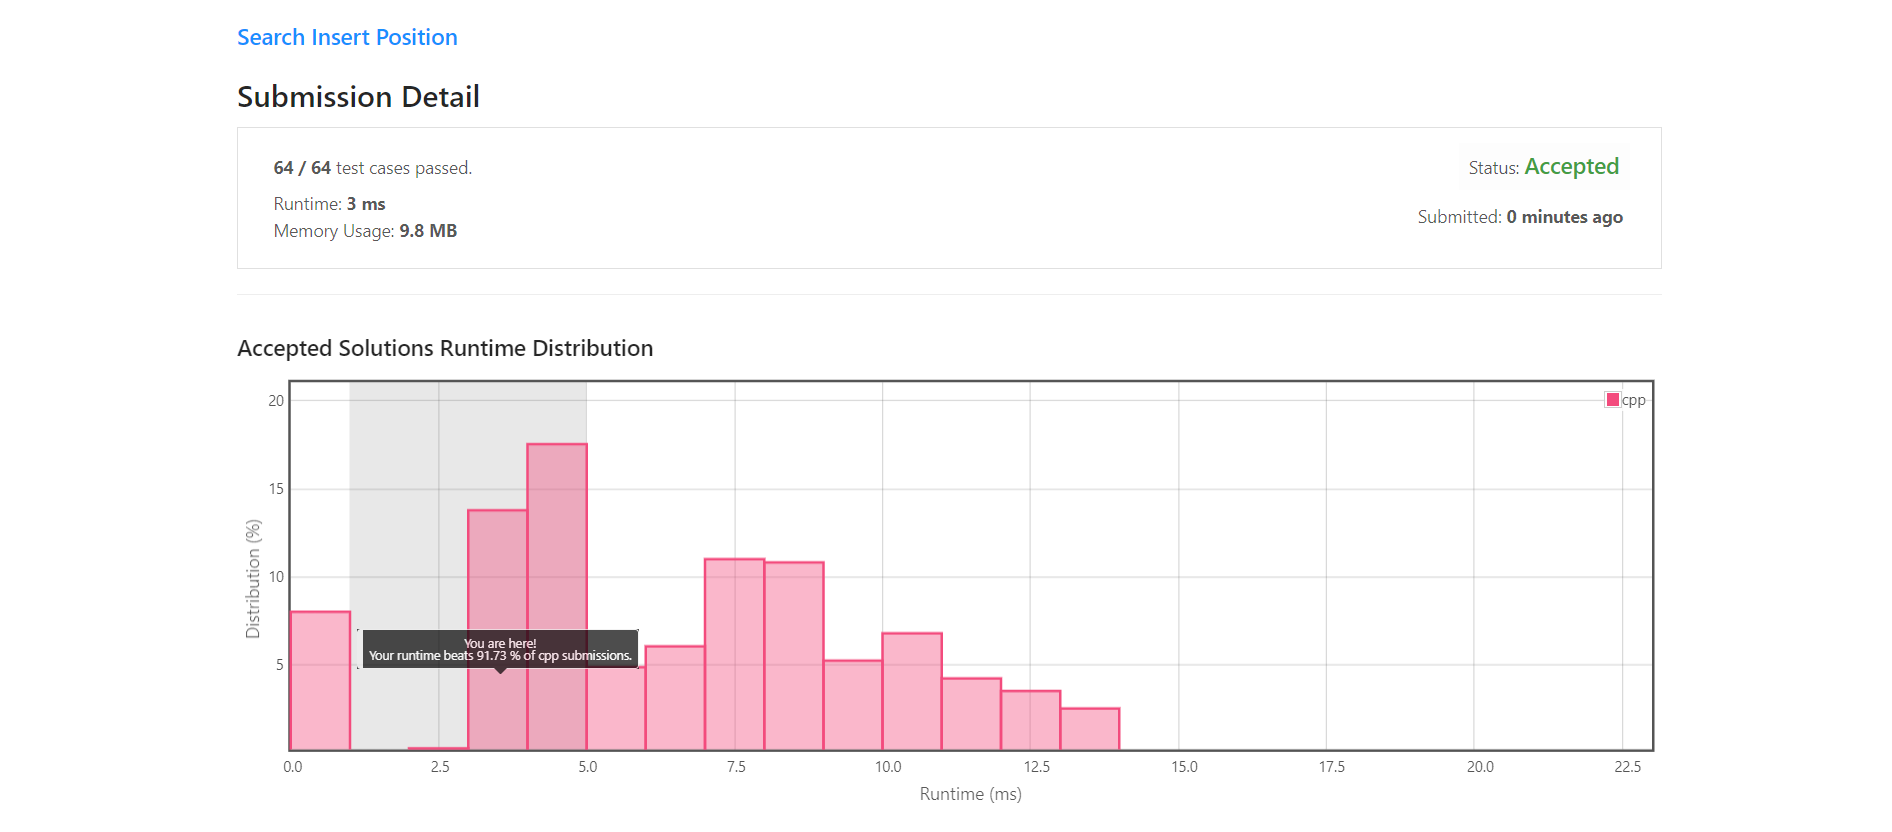 Search Insert Position
Submission Detail
64 / 64 test cases passed.
Status: Accepted
Runtime: 3 ms
Submitted: 0 minutes ago
Memory Usage: 9.8 MB
Accepted Solutions Runtime Distribution
cpp
20
15
10
5
Distribution (%)
You are here!
Your runtime beats 91.73 % of cpp submissions.
0.0 2.5 5.0 7.5 10.0 12.5 15.0 17.5 20.0 22.5
Runtime (ms)